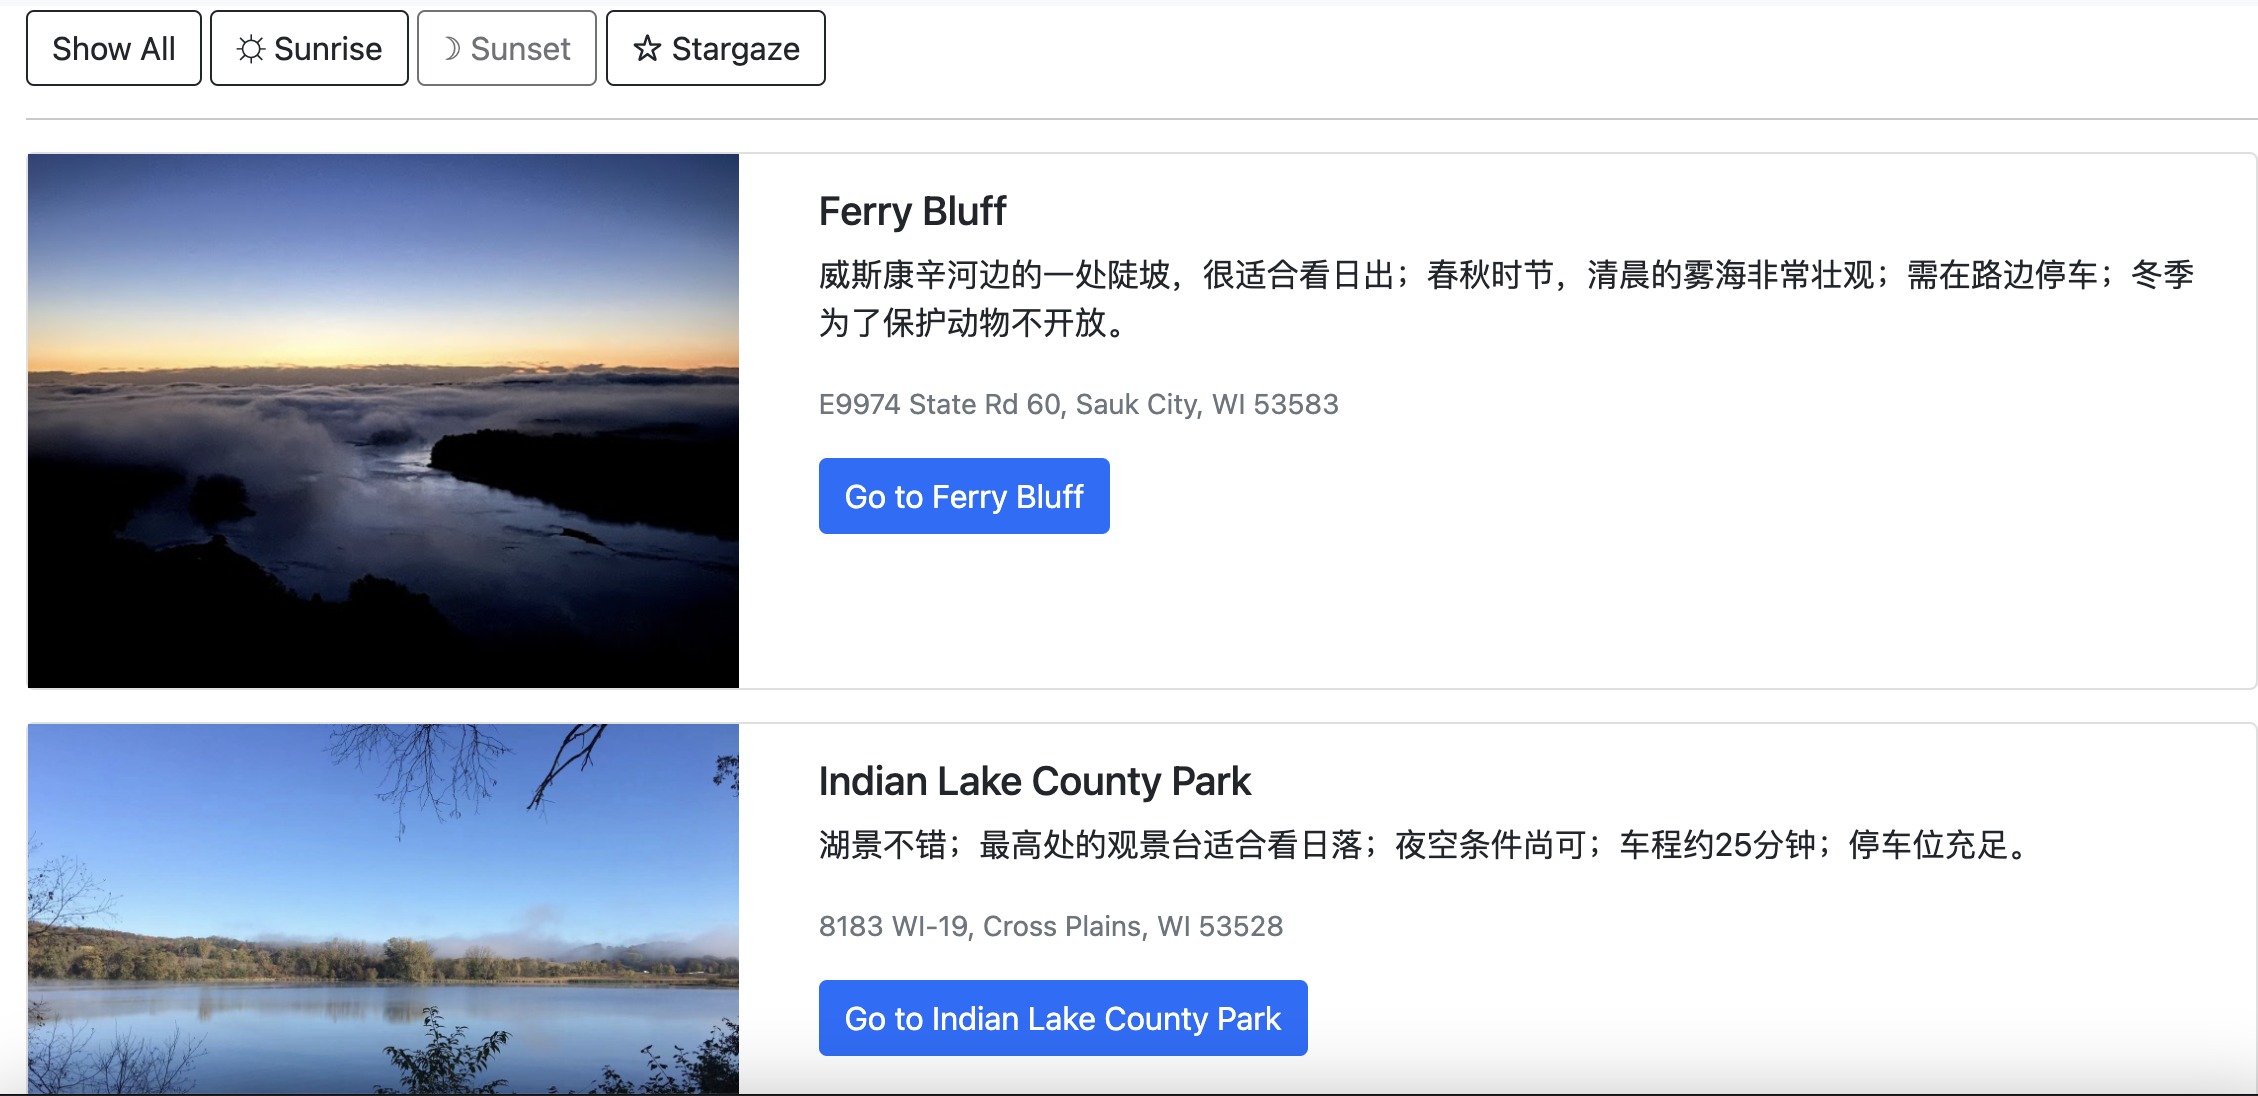 Show All
☼ Sunrise
☽ Sunset
☆ Stargaze
Ferry Bluff
威斯康辛河边的一处陡坡，很适合看日出；春秋时节，清晨的雾海非常壮观；需在路边停车；冬季
为了保护动物不开放。
E9974 State Rd 60, Sauk City, WI 53583
Go to Ferry Bluff
Indian Lake County Park
湖景不错；最高处的观景台适合看日落；夜空条件尚可；车程约25分钟；停车位充足。
8183 WI-19, Cross Plains, WI 53528
Go to Indian Lake County Park